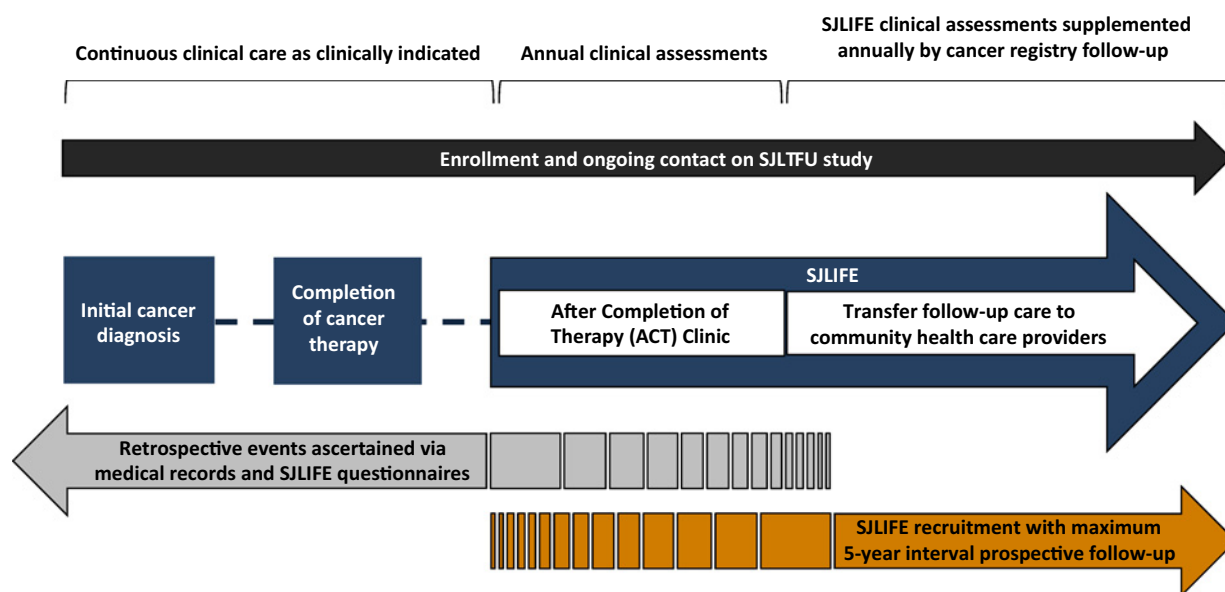 Continuous clinical care as clinically indicated
Annual clinical assessments
SJLIFE clinical assessments supplemented
annually by cancer registry follow-up
Enrollment and ongoing contact on SJLTFU study
SJLIFE
Initial cancer
diagnosis
Completion
of cancer
therapy
After Completion of
Therapy (ACT) Clinic
Transfer follow-up care to
community health care providers
Retrospective events ascertained via
medical records and SJLIFE questionnaires
SJLIFE recruitment with maximum
5-year interval prospective follow-up